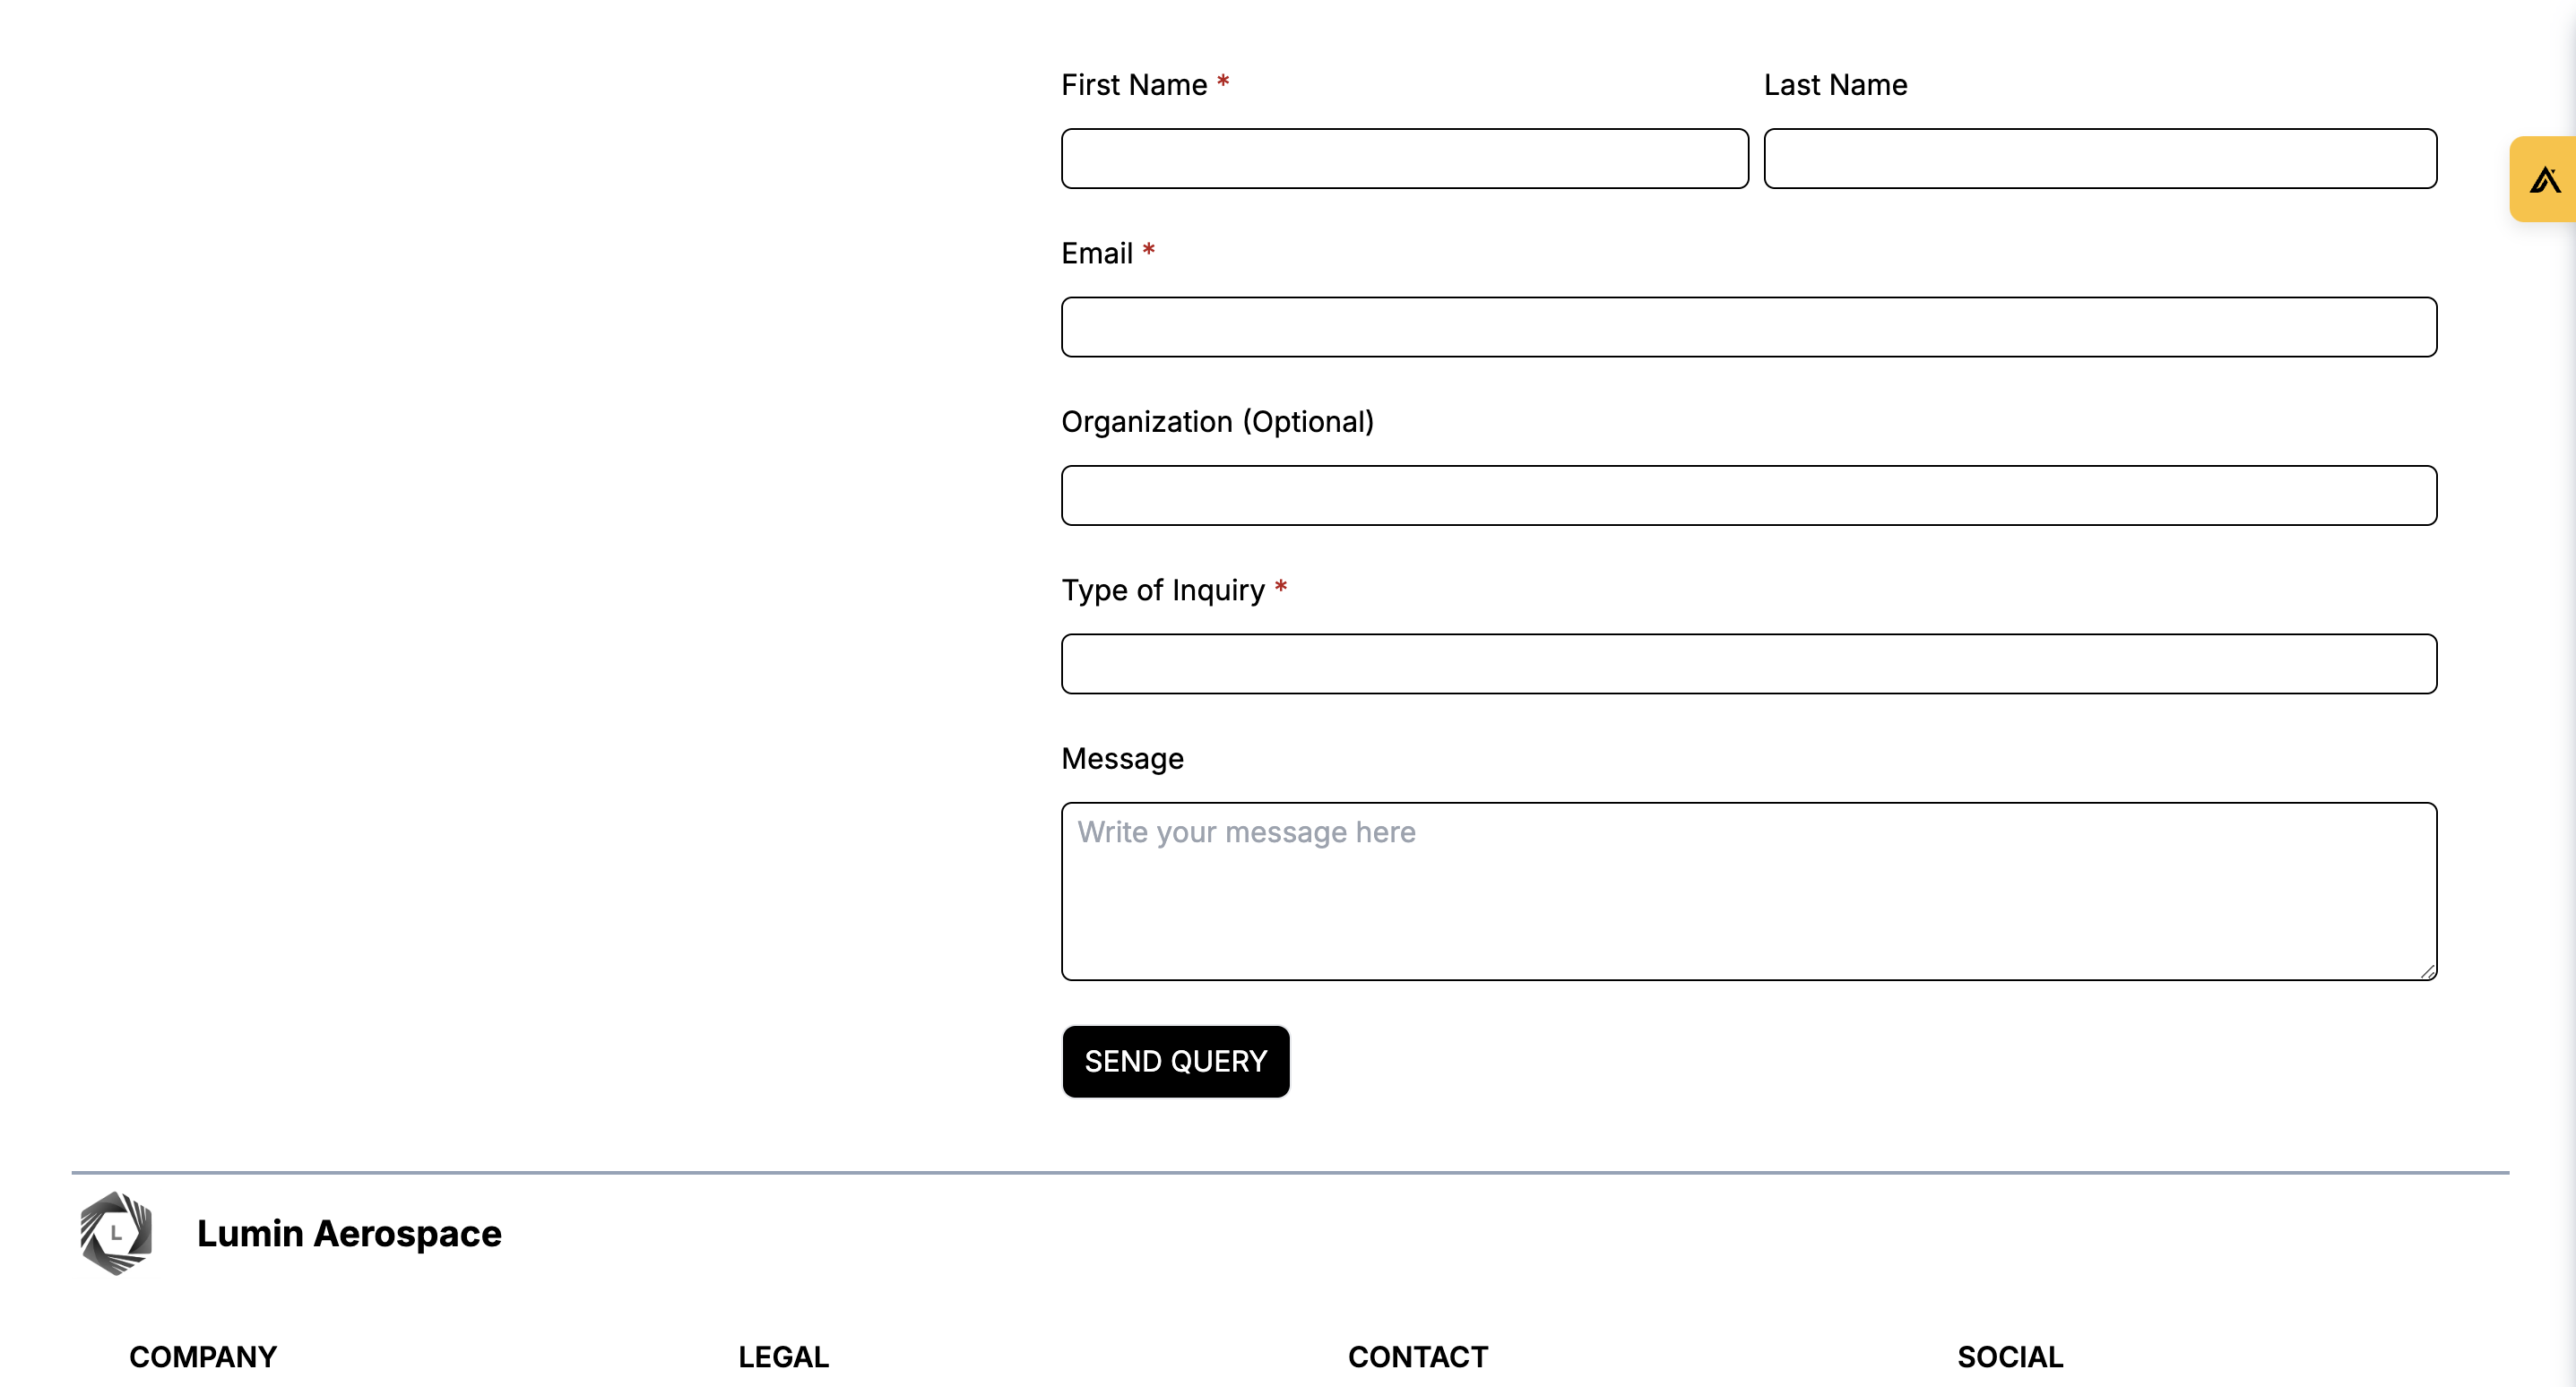 First Name * Last Name
Email *
Organization (Optional)
Type of Inquiry *
Message
Write your message here
SEND QUERY
L
Lumin Aerospace
COMPANY LEGAL CONTACT SOCIAL